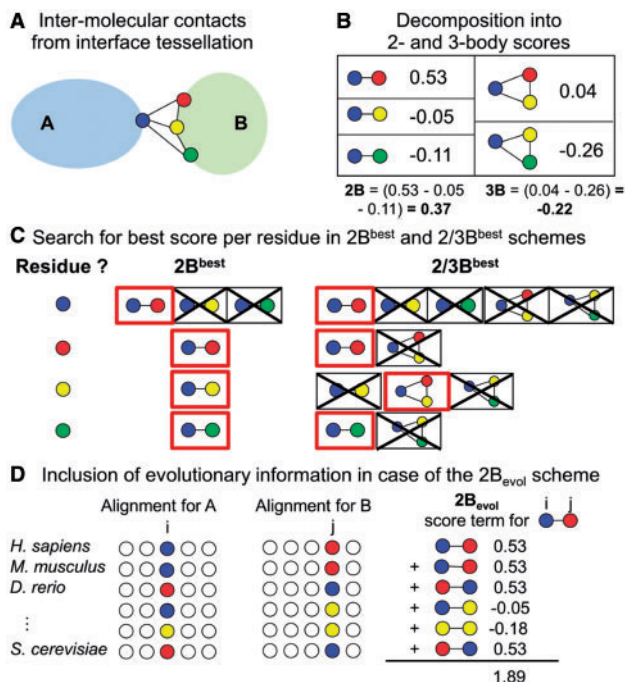 A Inter-molecular contacts
from interface tessellation
A
B
B Decomposition into
2- and 3-body scores
0.53
-0.05
-0.11
0.04
-0.26
2B = (0.53 - 0.05
- 0.11) = 0.37
3B = (0.04 - 0.26) =
-0.22
C Search for best score per residue in 2Bbest and 2/3Bbest schemes
Residue ? 2Bbest 2/3Bbest
D Inclusion of evolutionary information in case of the 2Bevol scheme
Alignment for A
i
Alignment for B
j
2Bevol
score term for
i j
H. sapiens
M. musculus
D. rerio
⋮
S. cerevisiae
0.53
+ 0.53
+ 0.53
+ -0.05
+ -0.18
+ 0.53
1.89